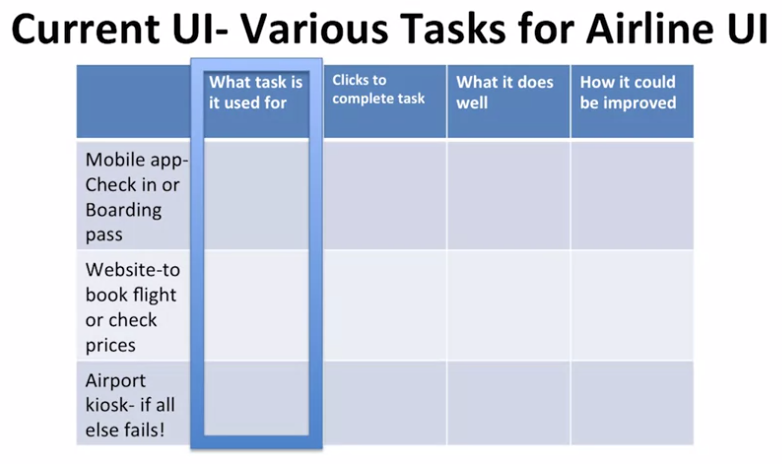 Current UI- Various Tasks for Airline UI
What task is
it used for
Clicks to
complete task
What it does
well
How it could
be improved
Mobile app-
Check in or
Boarding
pass
Website-to
book flight
or check
prices
Airport
kiosk- if all
else fails!